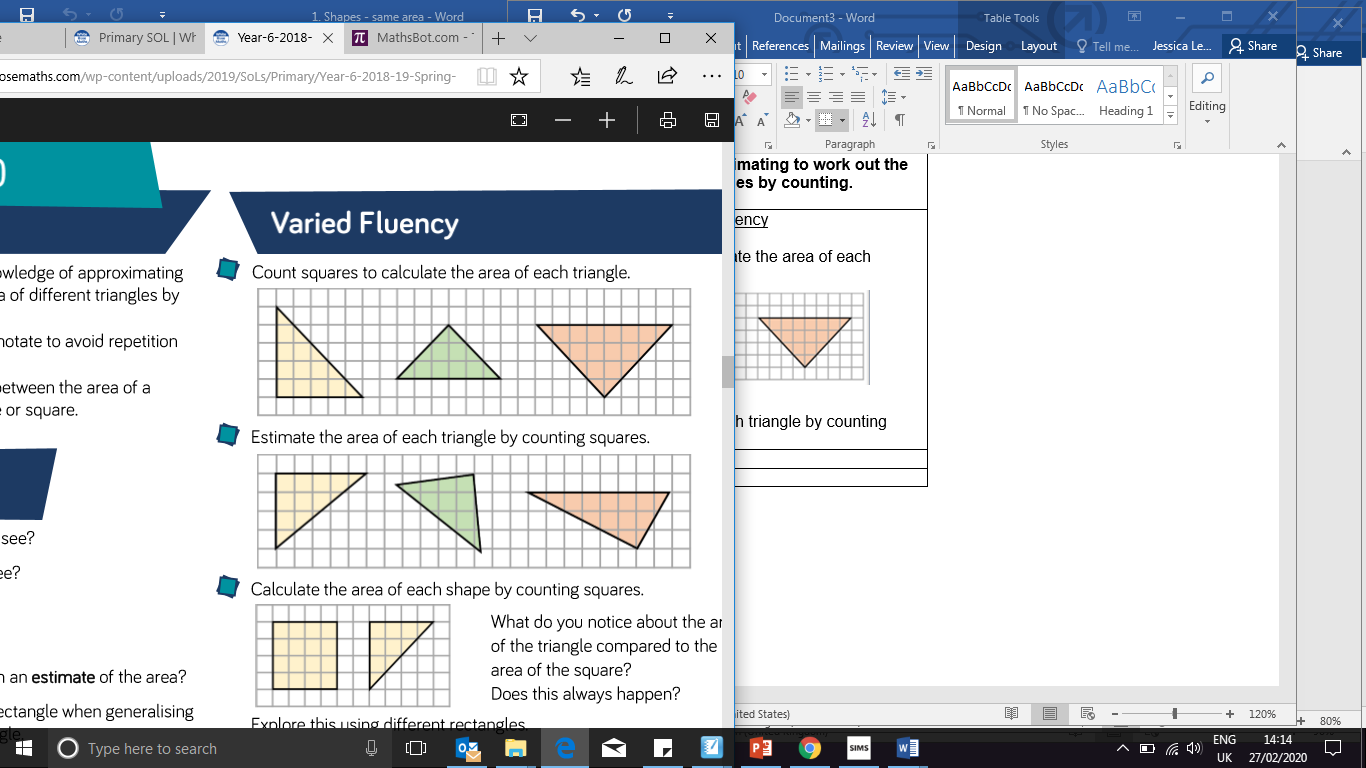 1. Shapes - same area - Word
Document3 - Word
Table Tools
Primary SOL | Wh
Year-6-2018-
MathsBot.com -
References
Mailings
Review
View
Design
Layout
Tell me...
Jessica Le...
Share
Share
osemaths.com/wp-content/uploads/2019/SoLs/Primary/Year-6-2018-19-Spring-
10
AaBbCcDc
AaBbCcDc
AaBbCc
¶ Normal
¶ No Spac...
Heading 1
Editing
Paragraph
Styles
imating to work out the
es by counting.
ency
ate the area of each
h triangle by counting
Varied Fluency
owledge of approximating
a of different triangles by
notate to avoid repetition
between the area of a
e or square.
see?
ee?
n an estimate of the area?
ectangle when generalising
gle.
Count squares to calculate the area of each triangle.
Estimate the area of each triangle by counting squares.
Calculate the area of each shape by counting squares.
What do you notice about the ar
of the triangle compared to the
area of the square?
Does this always happen?
Explore this using different rectangles.
ited States)
120%
80%
Type here to search
SIMS
ENG
UK
14:14
27/02/2020